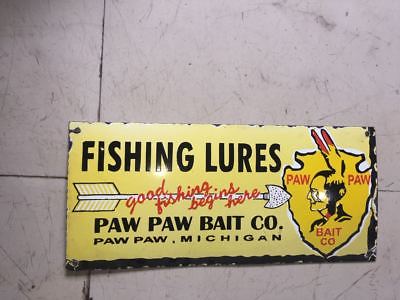 FiSHING LURES
good
fishing begins
here
PAW PAW BAIT CO.
PAW PAW, MICHIGAN
PAW PAW
BAIT
CO